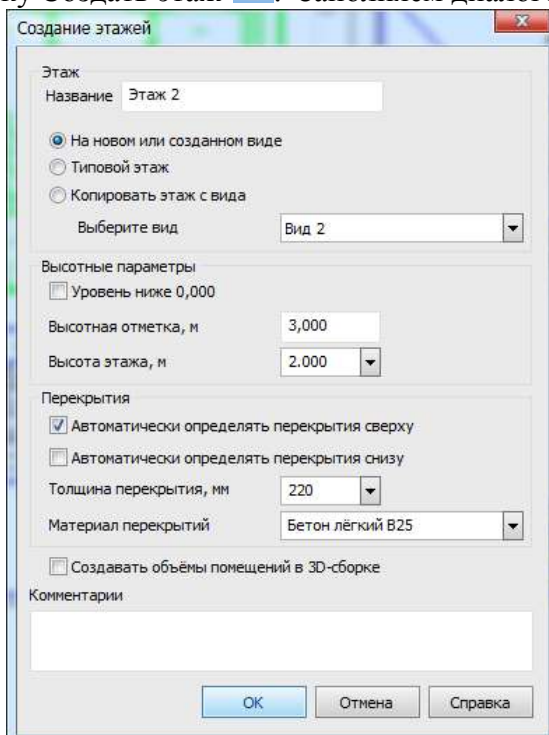 Создание этажей
Этаж
Название Этаж 2
На новом или созданном виде
Типовой этаж
Копировать этаж с вида
Выберите вид Вид 2
Высотные параметры
Уровень ниже 0,000
Высотная отметка, м 3,000
Высота этажа, м 2.000
Перекрытия
Автоматически определять перекрытия сверху
Автоматически определять перекрытия снизу
Толщина перекрытия, мм 220
Материал перекрытий Бетон лёгкий B25
Создавать объёмы помещений в 3D-сборке
Комментарии
ОК Отмена Справка